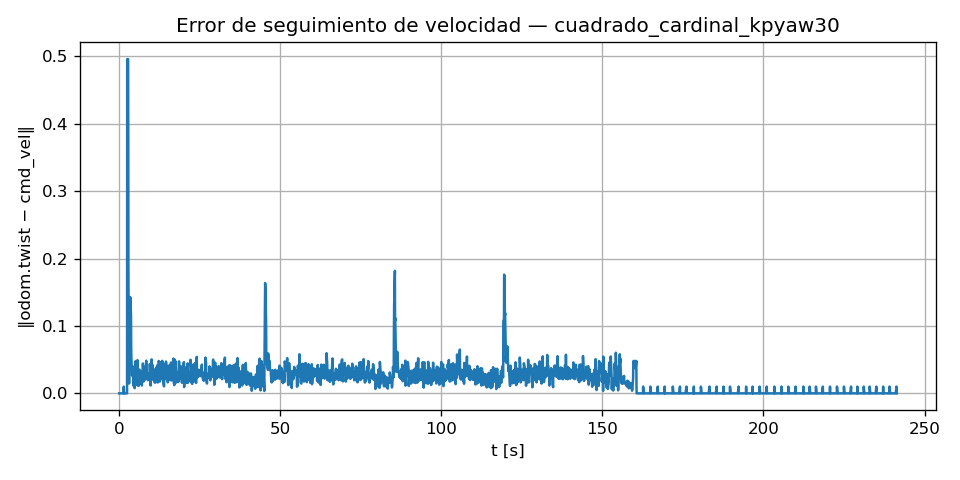 Error de seguimiento de velocidad — cuadrado_cardinal_kpyaw30
‖odom.twist − cmd_vel‖
0.5
0.4
0.3
0.2
0.1
0.0
0 50 100 150 200 250
t [s]